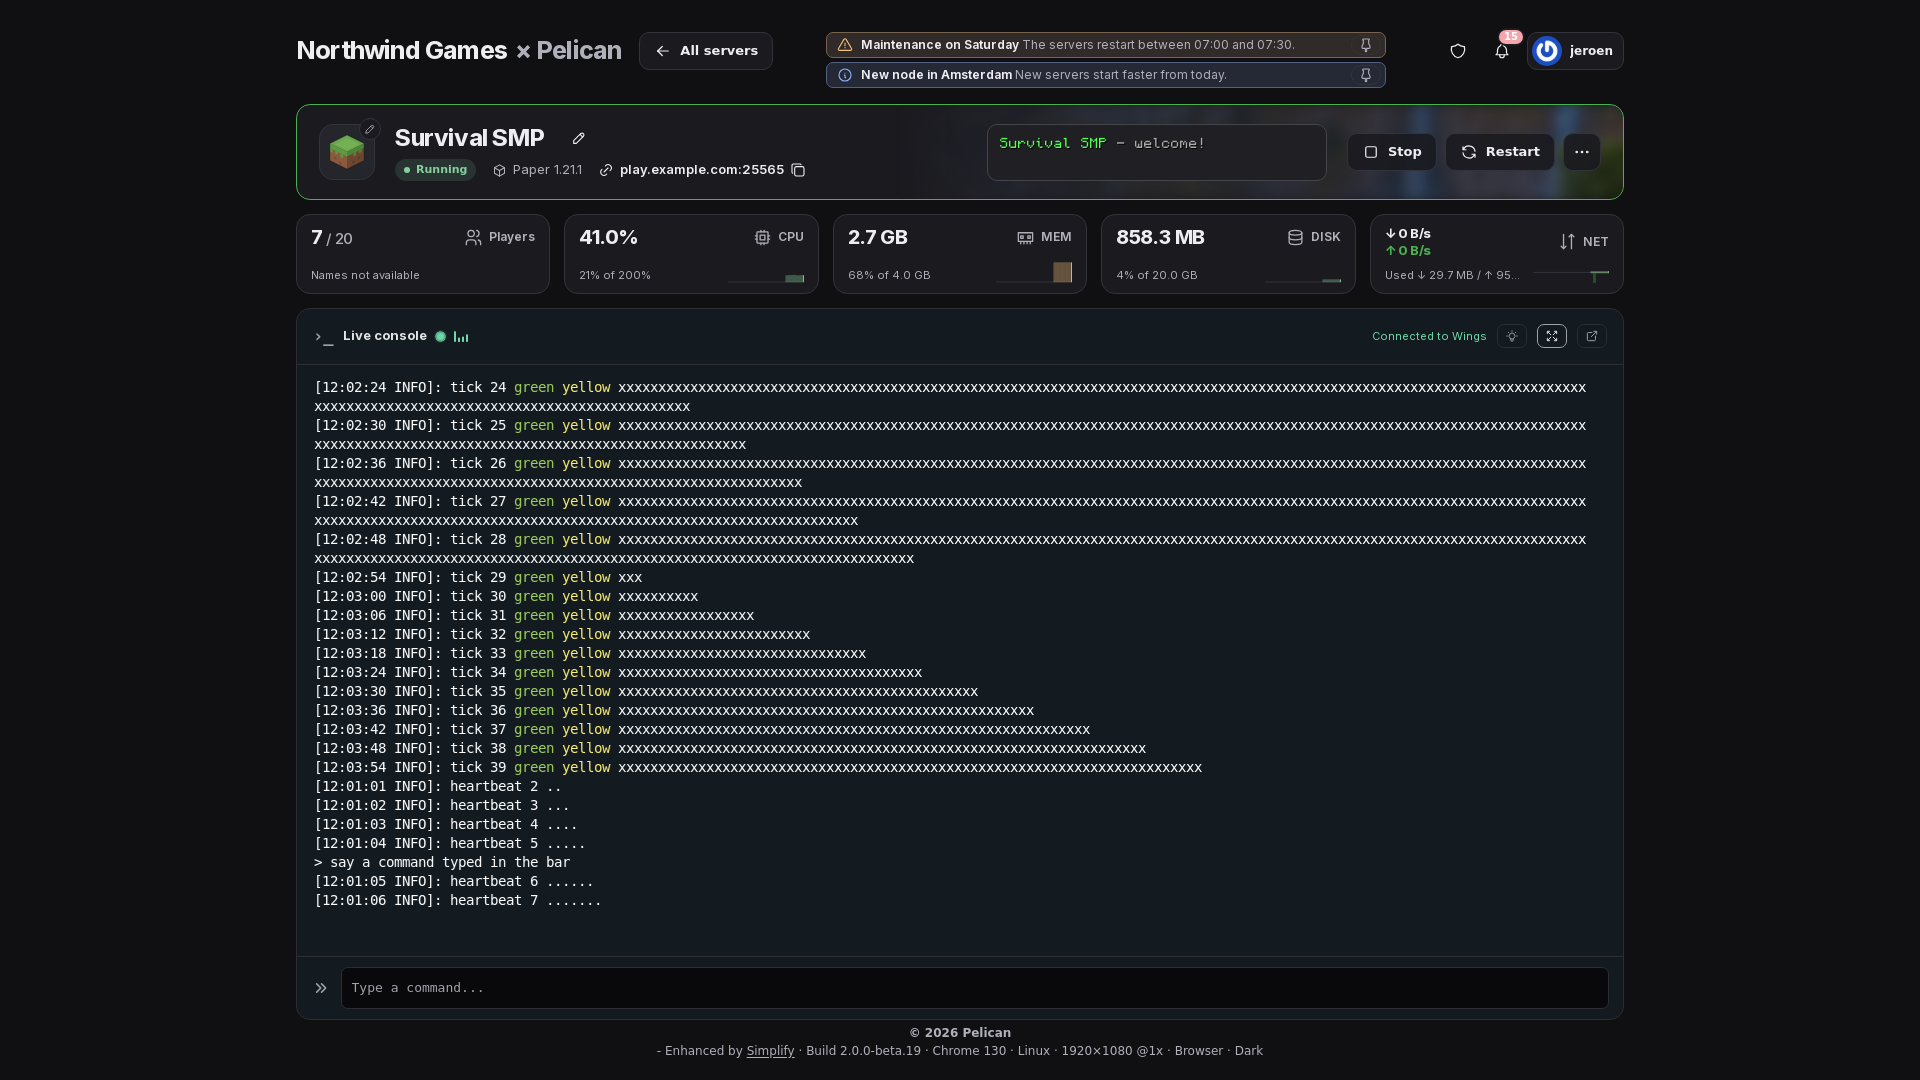 Northwind Games × Pelican
All servers
Maintenance on Saturday The servers restart between 07:00 and 07:30.
New node in Amsterdam New servers start faster from today.
15
jeroen
Survival SMP
Running
Paper 1.21.1
play.example.com:25565
Survival SMP - welcome!
Stop
Restart
7 / 20
Players
Names not available
41.0%
CPU
21% of 200%
2.7 GB
MEM
68% of 4.0 GB
858.3 MB
DISK
4% of 20.0 GB
↓ 0 B/s
↑ 0 B/s
NET
Used ↓ 29.7 MB / ↑ 95...
Live console
Connected to Wings
[12:02:24 INFO]: tick 24 green yellow xxxxxxxxxxxxxxxxxxxxxxxxxxxxxxxxxxxxxxxxxxxxxxxxxxxxxxxxxxxxxxxxxxxxxxxxxxxxxxxxxxxxxxxxxxxxxxxxxxxxxxxxxxxxxxxxxxxxxxxxx
xxxxxxxxxxxxxxxxxxxxxxxxxxxxxxxxxxxxxxxxxxxxxxx
[12:02:30 INFO]: tick 25 green yellow xxxxxxxxxxxxxxxxxxxxxxxxxxxxxxxxxxxxxxxxxxxxxxxxxxxxxxxxxxxxxxxxxxxxxxxxxxxxxxxxxxxxxxxxxxxxxxxxxxxxxxxxxxxxxxxxxxxxxxxxx
xxxxxxxxxxxxxxxxxxxxxxxxxxxxxxxxxxxxxxxxxxxxxxxxxxxxxx
[12:02:36 INFO]: tick 26 green yellow xxxxxxxxxxxxxxxxxxxxxxxxxxxxxxxxxxxxxxxxxxxxxxxxxxxxxxxxxxxxxxxxxxxxxxxxxxxxxxxxxxxxxxxxxxxxxxxxxxxxxxxxxxxxxxxxxxxxxxxxx
xxxxxxxxxxxxxxxxxxxxxxxxxxxxxxxxxxxxxxxxxxxxxxxxxxxxxxxxxxxxx
[12:02:42 INFO]: tick 27 green yellow xxxxxxxxxxxxxxxxxxxxxxxxxxxxxxxxxxxxxxxxxxxxxxxxxxxxxxxxxxxxxxxxxxxxxxxxxxxxxxxxxxxxxxxxxxxxxxxxxxxxxxxxxxxxxxxxxxxxxxxxx
xxxxxxxxxxxxxxxxxxxxxxxxxxxxxxxxxxxxxxxxxxxxxxxxxxxxxxxxxxxxxxxxxxxx
[12:02:48 INFO]: tick 28 green yellow xxxxxxxxxxxxxxxxxxxxxxxxxxxxxxxxxxxxxxxxxxxxxxxxxxxxxxxxxxxxxxxxxxxxxxxxxxxxxxxxxxxxxxxxxxxxxxxxxxxxxxxxxxxxxxxxxxxxxxxxx
xxxxxxxxxxxxxxxxxxxxxxxxxxxxxxxxxxxxxxxxxxxxxxxxxxxxxxxxxxxxxxxxxxxxxxxxxxx
[12:02:54 INFO]: tick 29 green yellow xxx
[12:03:00 INFO]: tick 30 green yellow xxxxxxxxxx
[12:03:06 INFO]: tick 31 green yellow xxxxxxxxxxxxxxxxx
[12:03:12 INFO]: tick 32 green yellow xxxxxxxxxxxxxxxxxxxxxxxx
[12:03:18 INFO]: tick 33 green yellow xxxxxxxxxxxxxxxxxxxxxxxxxxxxxxx
[12:03:24 INFO]: tick 34 green yellow xxxxxxxxxxxxxxxxxxxxxxxxxxxxxxxxxxxxxx
[12:03:30 INFO]: tick 35 green yellow xxxxxxxxxxxxxxxxxxxxxxxxxxxxxxxxxxxxxxxxxxxxx
[12:03:36 INFO]: tick 36 green yellow xxxxxxxxxxxxxxxxxxxxxxxxxxxxxxxxxxxxxxxxxxxxxxxxxxxx
[12:03:42 INFO]: tick 37 green yellow xxxxxxxxxxxxxxxxxxxxxxxxxxxxxxxxxxxxxxxxxxxxxxxxxxxxxxxxxxx
[12:03:48 INFO]: tick 38 green yellow xxxxxxxxxxxxxxxxxxxxxxxxxxxxxxxxxxxxxxxxxxxxxxxxxxxxxxxxxxxxxxxxxx
[12:03:54 INFO]: tick 39 green yellow xxxxxxxxxxxxxxxxxxxxxxxxxxxxxxxxxxxxxxxxxxxxxxxxxxxxxxxxxxxxxxxxxxxxxxxxx
[12:01:01 INFO]: heartbeat 2 ..
[12:01:02 INFO]: heartbeat 3 ...
[12:01:03 INFO]: heartbeat 4 ....
[12:01:04 INFO]: heartbeat 5 .....
> say a command typed in the bar
[12:01:05 INFO]: heartbeat 6 ......
[12:01:06 INFO]: heartbeat 7 .......
Type a command...
© 2026 Pelican
- Enhanced by Simplify · Build 2.0.0-beta.19 · Chrome 130 · Linux · 1920×1080 @1x · Browser · Dark